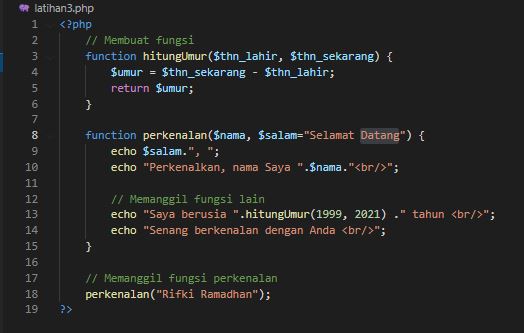 latihan3.php
1 <?php
2 // Membuat fungsi
3 function hitungUmur($thn_lahir, $thn_sekarang) {
4 $umur = $thn_sekarang - $thn_lahir;
5 return $umur;
6 }
7
8 function perkenalan($nama, $salam="Selamat Datang") {
9 echo $salam.", ";
10 echo "Perkenalkan, nama Saya ".$nama."<br/>";
11
12 // Memanggil fungsi lain
13 echo "Saya berusia ".hitungUmur(1999, 2021) ." tahun <br/>";
14 echo "Senang berkenalan dengan Anda <br/>";
15 }
16
17 // Memanggil fungsi perkenalan
18 perkenalan("Rifki Ramadhan");
19 ?>